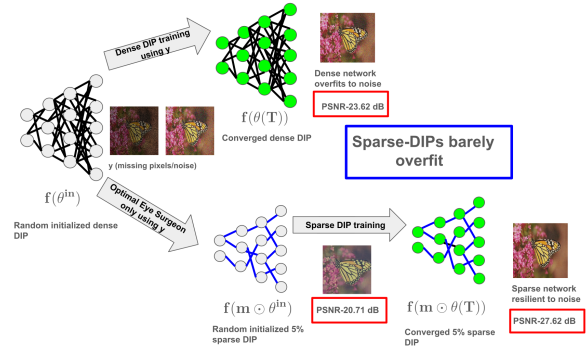 Dense DIP training
using y
Dense network
overfits to noise
PSNR-23.62 dB
f(θ(T))
Converged dense DIP
y (missing pixels/noise)
Sparse-DIPs barely
overfit
f(θ^in)
Random initialized dense
DIP
Optimal Eye Surgeon
only using y
Sparse DIP training
f(m ⊙ θ^in)
Random initialized 5%
sparse DIP
PSNR-20.71 dB
f(m ⊙ θ(T))
Converged 5% sparse
DIP
Sparse network
resilient to noise
PSNR-27.62 dB